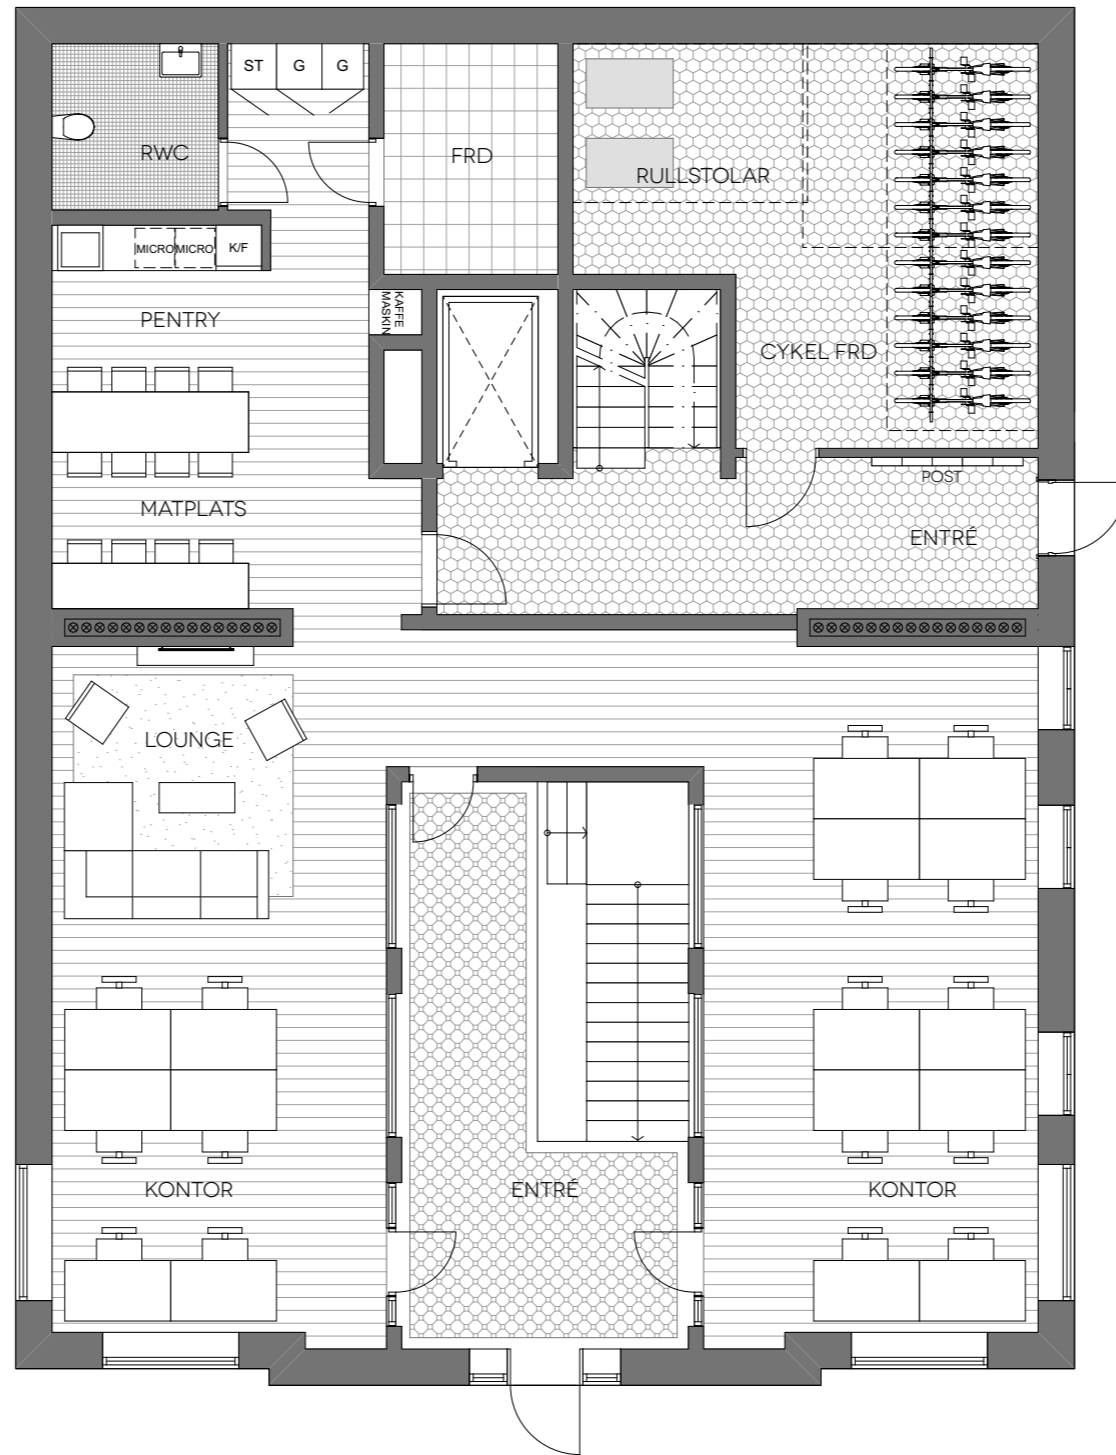 ST G G
RWC
FRD
RULLSTOLAR
MICRO MICRO K/F
KAFFE
MASKIN
PENTRY
CYKEL FRD
POST
MATPLATS
ENTRÉ
LOUNGE
KONTOR
ENTRÉ
KONTOR